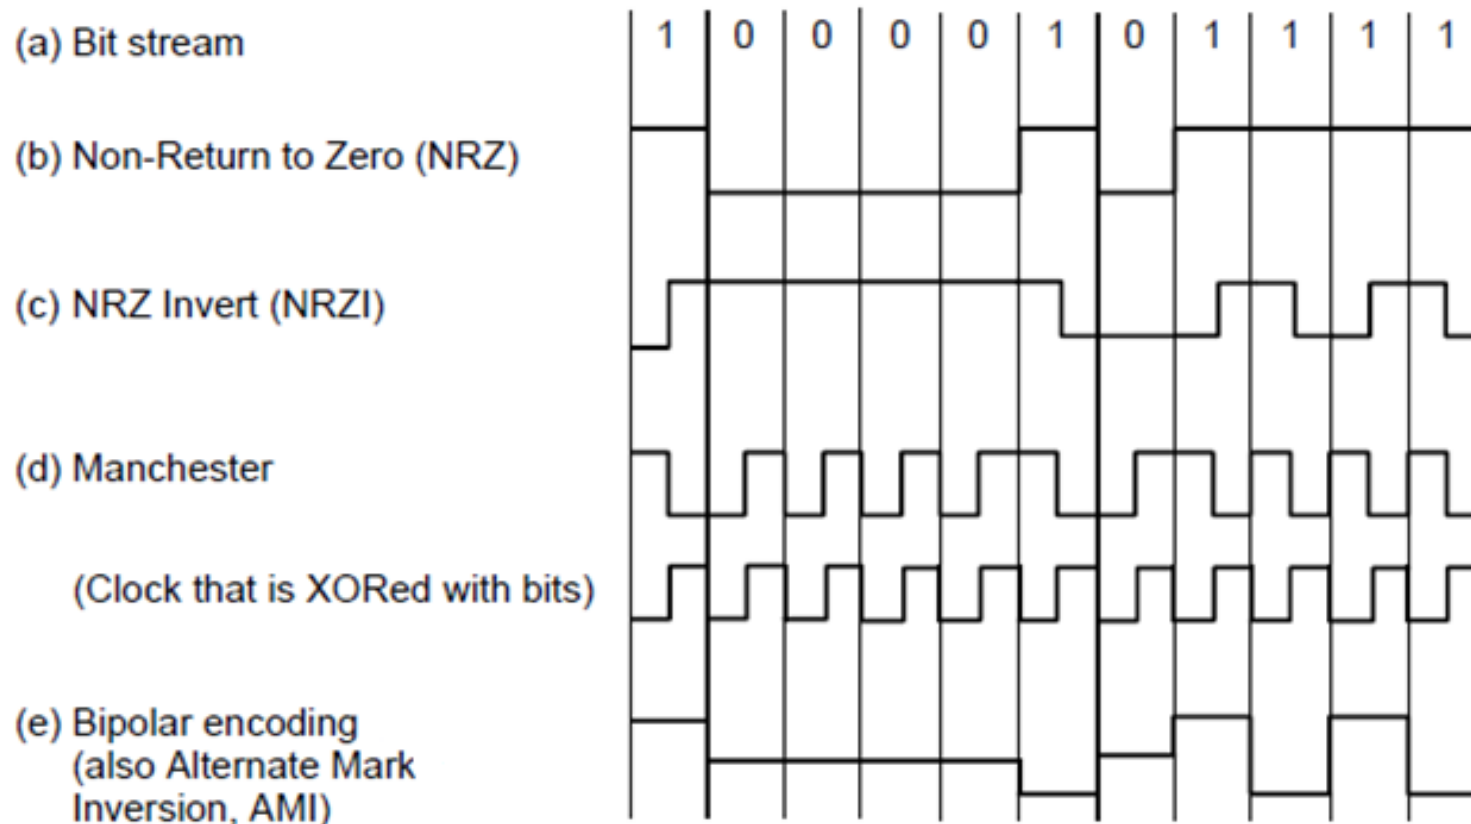 (a) Bit stream 1 0 0 0 0 1 0 1 1 1 1
(b) Non-Return to Zero (NRZ)
(c) NRZ Invert (NRZI)
(d) Manchester
(Clock that is XORed with bits)
(e) Bipolar encoding
(also Alternate Mark
Inversion, AMI)